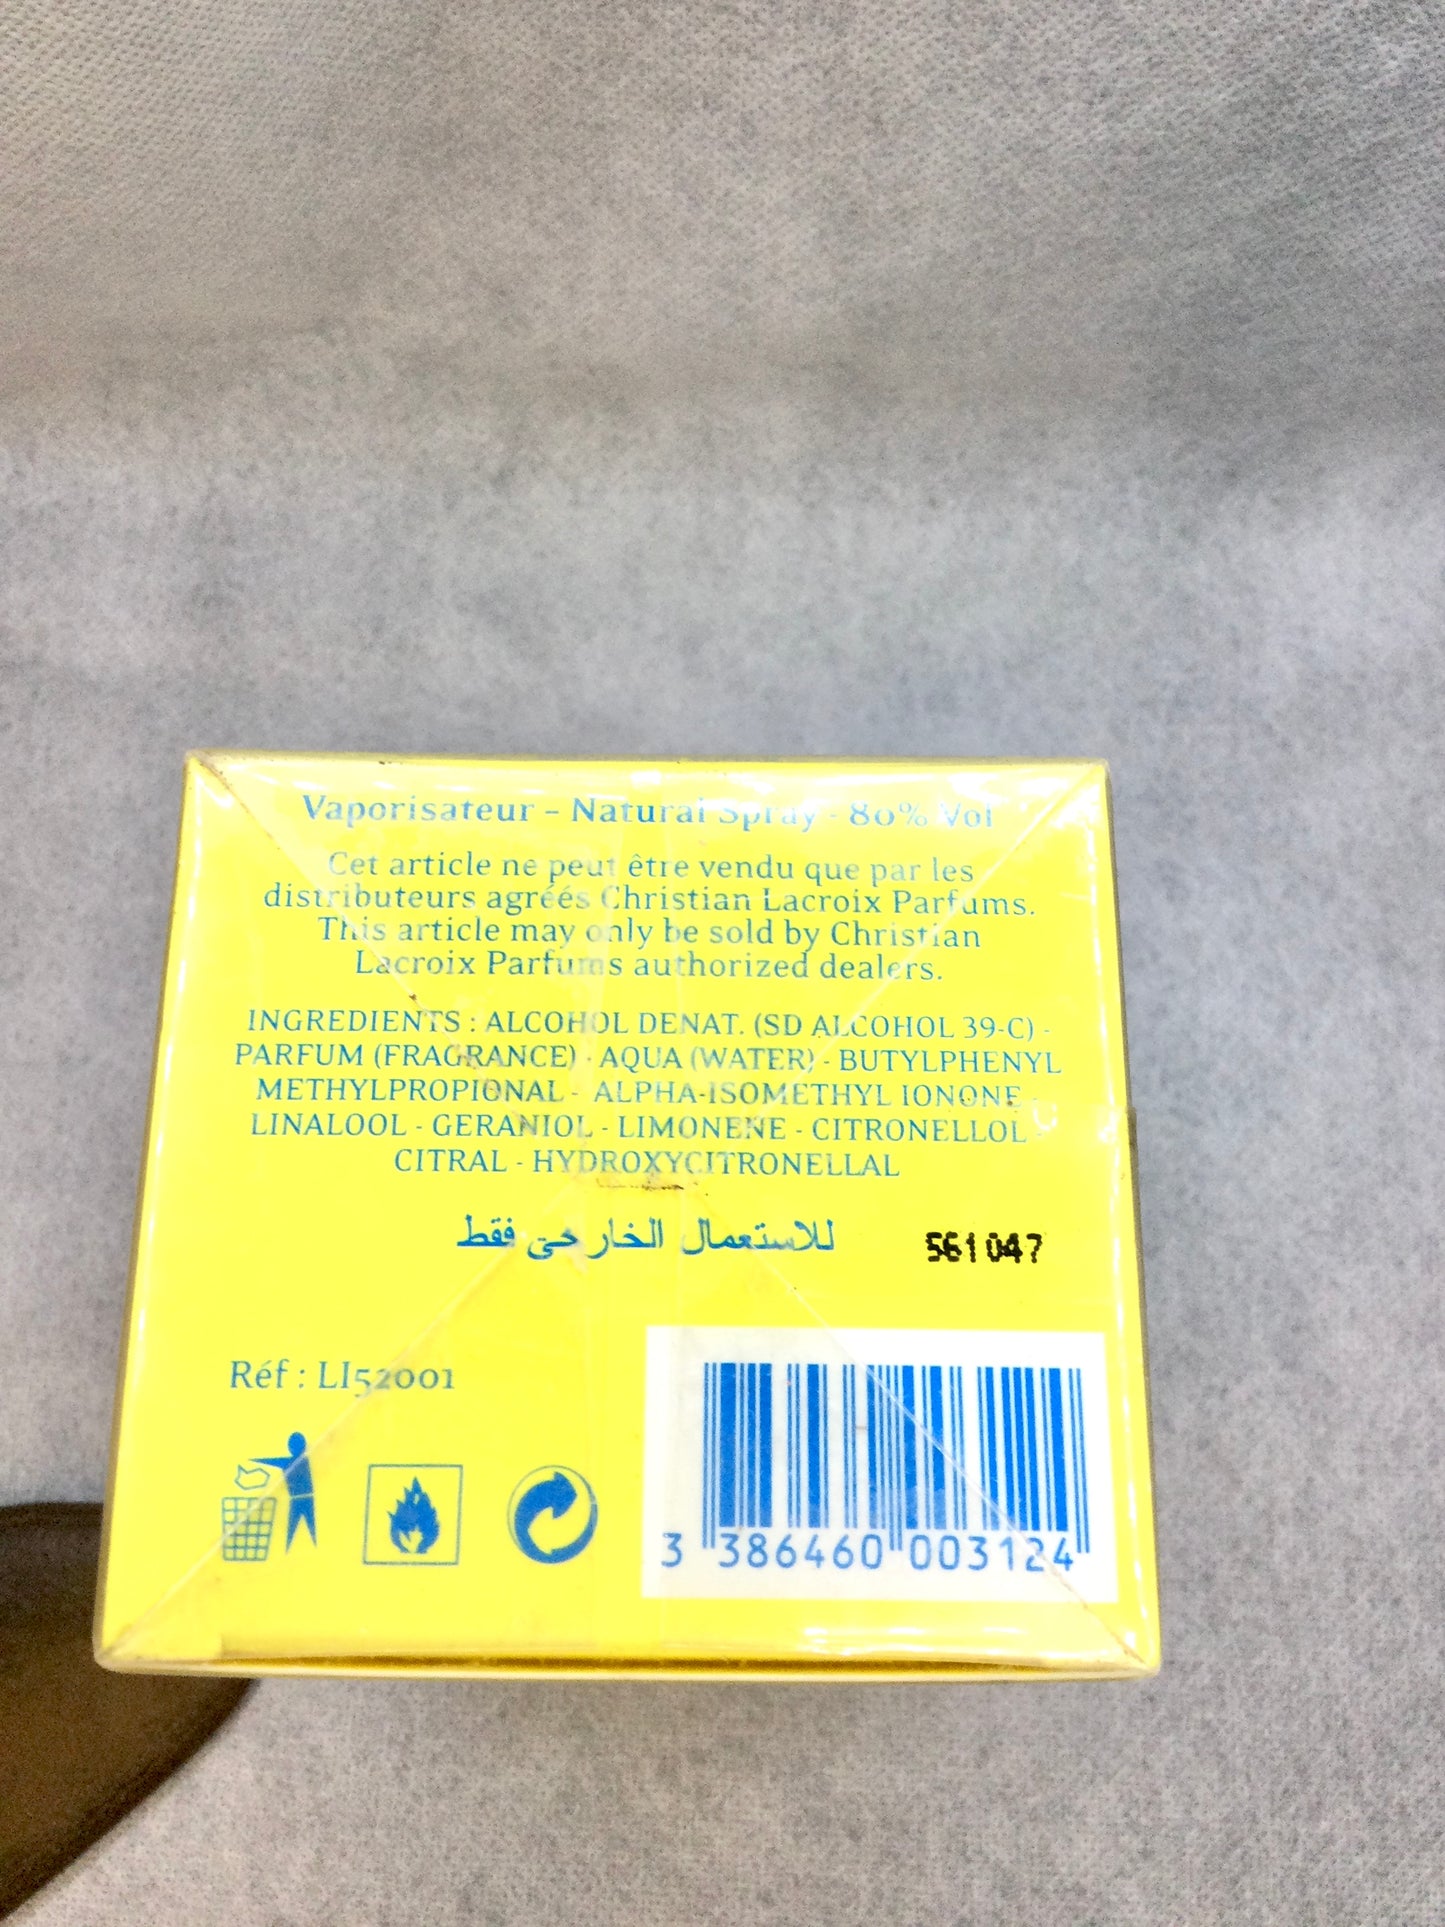 Vaporisateur - Natural Spray - 80% Vol
Cet article ne peut être vendu que par les
distributeurs agréés Christian Lacroix Parfums.
This article may only be sold by Christian
Lacroix Parfums authorized dealers.
INGREDIENTS : ALCOHOL DENAT. (SD ALCOHOL 39-C) -
PARFUM (FRAGRANCE) - AQUA (WATER) - BUTYLPHENYL
METHYLPROPIONAL - ALPHA-ISOMETHYL IONONE -
LINALOOL - GERANIOL - LIMONENE - CITRONELLOL -
CITRAL - HYDROXYCITRONELLAL
للاستعمال الخارجى فقط
561047
Réf : LI52001
3 386460 003124